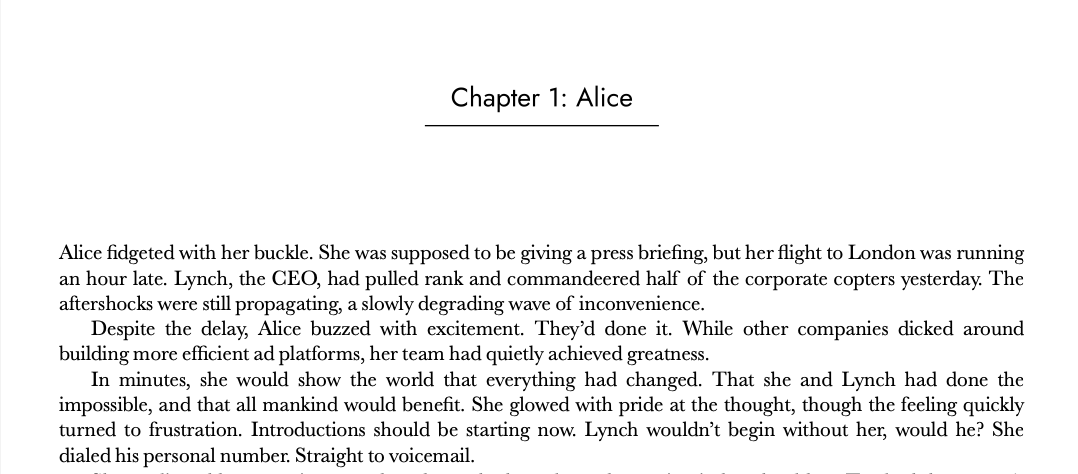 Chapter 1: Alice
Alice fidgeted with her buckle. She was supposed to be giving a press briefing, but her flight to London was running
an hour late. Lynch, the CEO, had pulled rank and commandeered half of the corporate copters yesterday. The
aftershocks were still propagating, a slowly degrading wave of inconvenience.
Despite the delay, Alice buzzed with excitement. They’d done it. While other companies dicked around
building more efficient ad platforms, her team had quietly achieved greatness.
In minutes, she would show the world that everything had changed. That she and Lynch had done the
impossible, and that all mankind would benefit. She glowed with pride at the thought, though the feeling quickly
turned to frustration. Introductions should be starting now. Lynch wouldn’t begin without her, would he? She
dialed his personal number. Straight to voicemail.